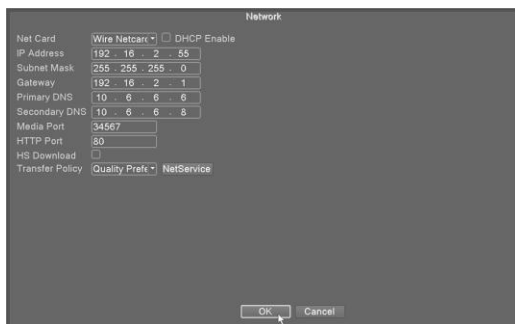 Network
Net Card Wire Netcard DHCP Enable
IP Address 192 . 16 . 2 . 55
Subnet Mask 255 . 255 . 255 . 0
Gateway 192 . 16 . 2 . 1
Primary DNS 10 . 6 . 6 . 6
Secondary DNS 10 . 6 . 6 . 8
Media Port 34567
HTTP Port 80
HS Download
Transfer Policy Quality Prefe NetService
OK Cancel